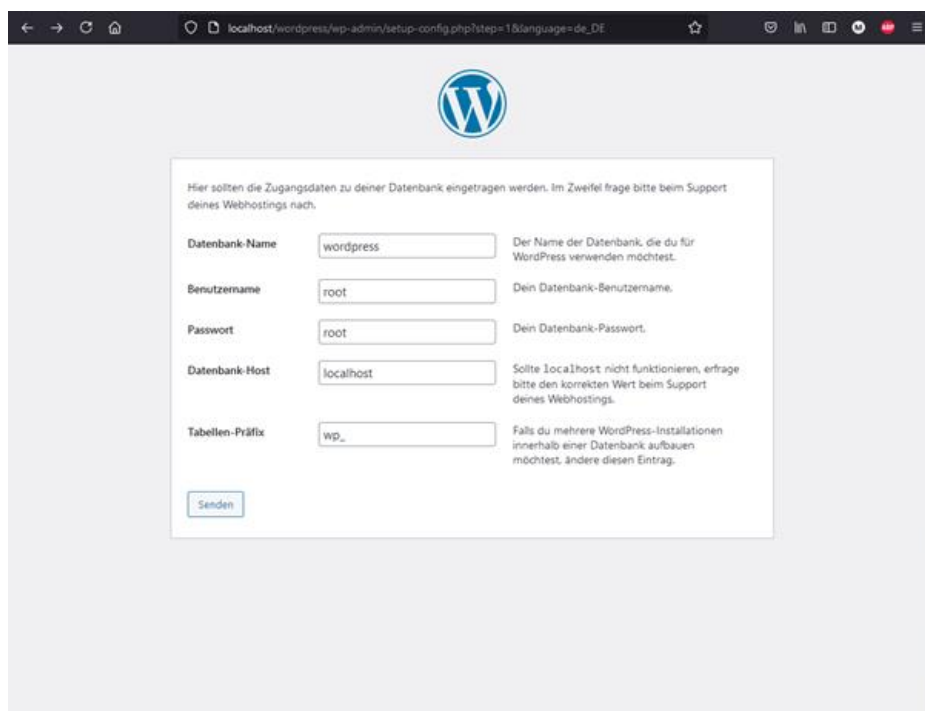 localhost/wordpress/wp-admin/setup-config.php?step=1&language=de_DE
Hier sollten die Zugangsdaten zu deiner Datenbank eingetragen werden. Im Zweifel frage bitte beim Support
deines Webhostings nach.
Datenbank-Name
wordpress
Der Name der Datenbank, die du für
WordPress verwenden möchtest.
Benutzername
root
Dein Datenbank-Benutzername.
Passwort
root
Dein Datenbank-Passwort.
Datenbank-Host
localhost
Sollte localhost nicht funktionieren, erfrage
bitte den korrekten Wert beim Support
deines Webhostings.
Tabellen-Präfix
wp_
Falls du mehrere WordPress-Installationen
innerhalb einer Datenbank aufbauen
möchtest, ändere diesen Eintrag.
Senden